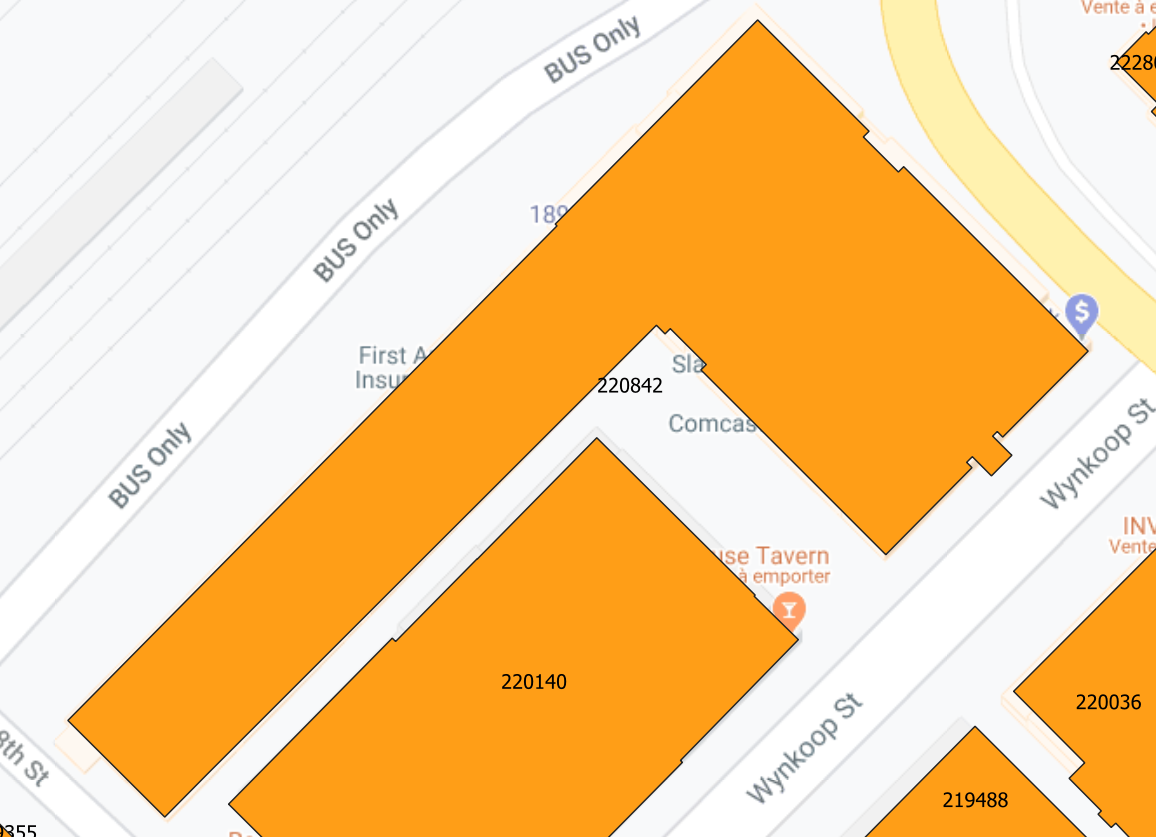 Vente à e
BUS Only
2228
189
BUS Only
$
First A
Insu
Sla
220842
Comcas
BUS Only
Wynkoop St
INV
Vente
use Tavern
à emporter
220140
220036
Wynkoop St
8th St
219488
355